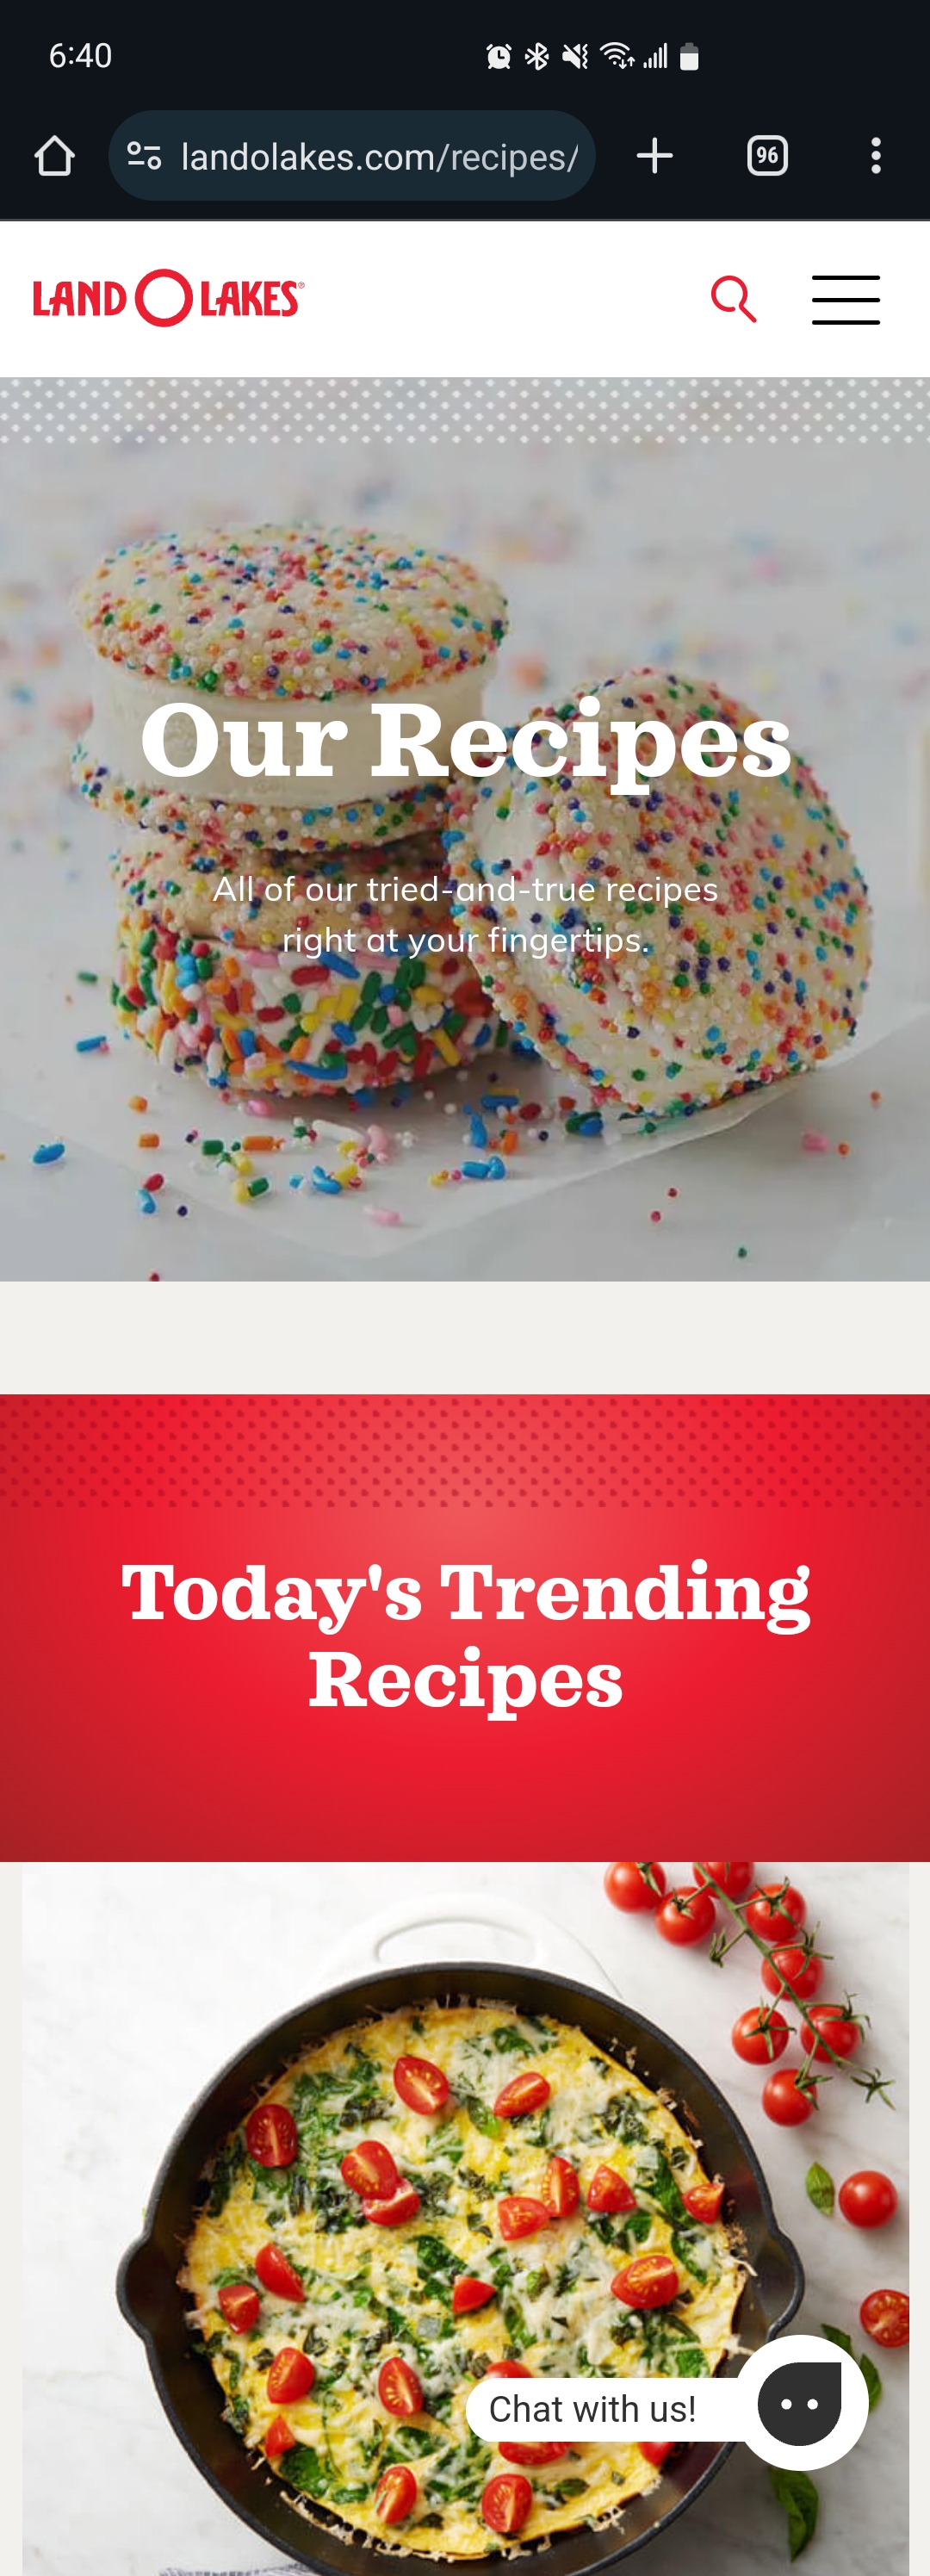 6:40
landolakes.com/recipes/
96
LAND O LAKES®
Our Recipes
All of our tried-and-true recipes
right at your fingertips.
Today's Trending
Recipes
Chat with us!